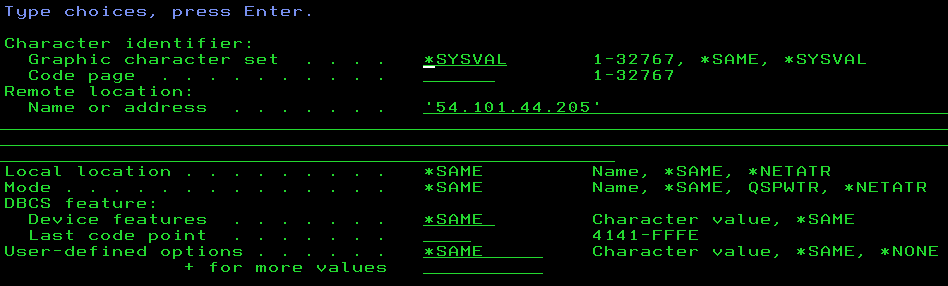 Type choices, press Enter.
Character identifier:
Graphic character set . . . . *SYSVAL 1-32767, *SAME, *SYSVAL
Code page . . . . . . . . . . 1-32767
Remote location:
Name or address . . . . . . . '54.101.44.205'
Local location . . . . . . . . . *SAME Name, *SAME, *NETATR
Mode . . . . . . . . . . . . . . *SAME Name, *SAME, QSPWTR, *NETATR
DBCS feature:
Device features . . . . . . . *SAME Character value, *SAME
Last code point . . . . . . . 4141-FFFE
User-defined options . . . . . . *SAME Character value, *SAME, *NONE
+ for more values